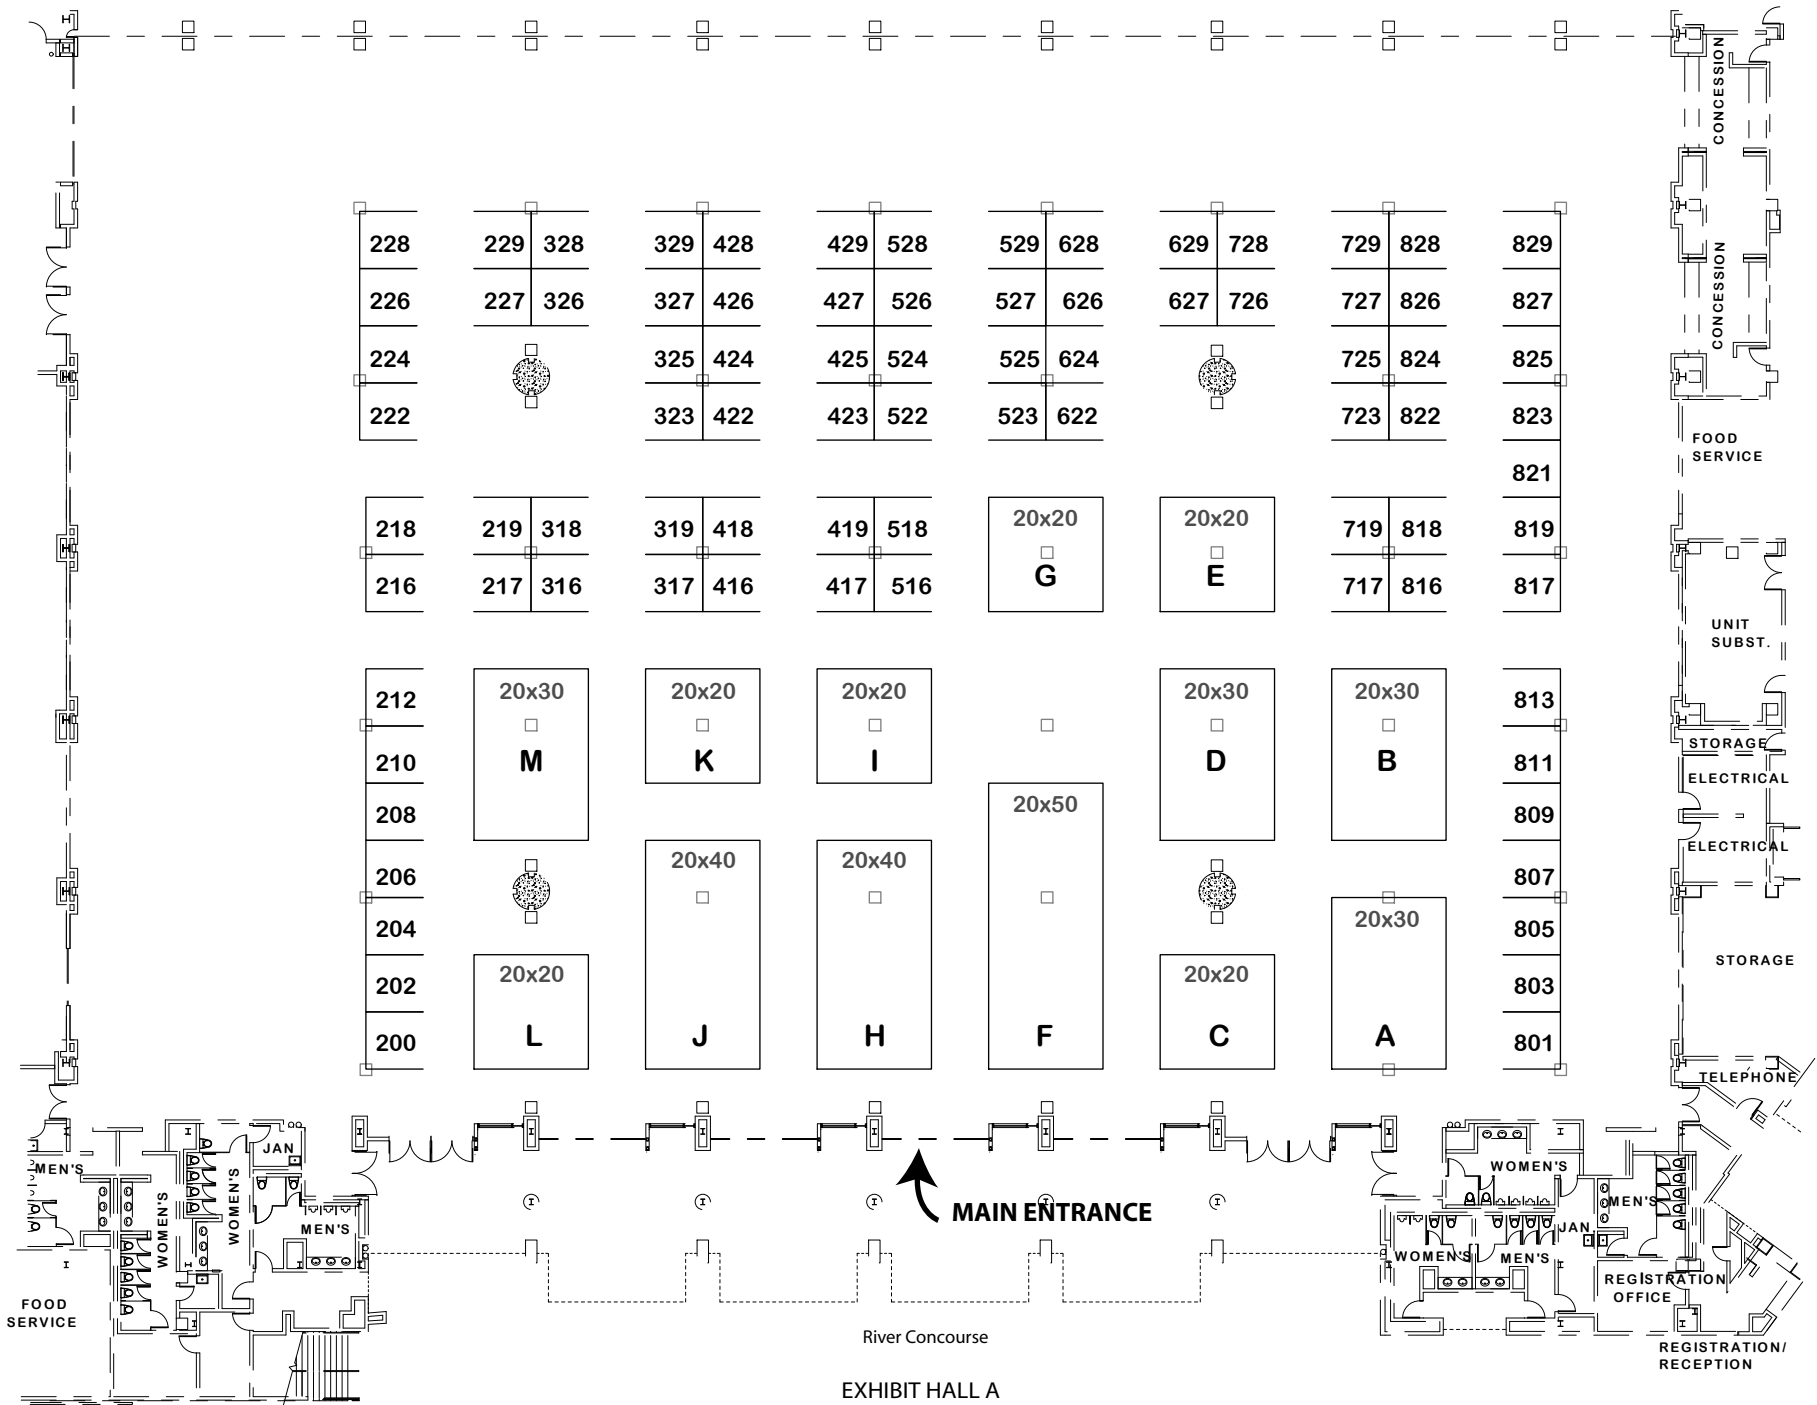 CONCESSION
228 229 328 329 428 429 528 529 628 629 728 729 828 829
226 227 326 327 426 427 526 527 626 627 726 727 826 827
CONCESSION
224 325 424 425 524 525 624 725 824 825
222 323 422 423 522 523 622 723 822 823
FOOD
SERVICE
821
218 219 318 319 418 419 518 20x20 20x20 719 818 819
216 217 316 317 416 417 516 G E 717 816 817
UNIT
SUBST.
212 20x30 20x20 20x20 20x30 20x30 813
STORAGE
210 M K I D B 811
ELECTRICAL
208 20x50 809
ELECTRICAL
206 20x40 20x40 807
204 20x30 805
STORAGE
202 20x20 20x20 803
200 L J H F C A 801
TELEPHONE
JAN
MEN'S
WOMEN'S
WOMEN'S
MEN'S
MAIN ENTRANCE
WOMEN'S
MEN'S
JAN
WOMEN'S
MEN'S
REGISTRATION
OFFICE
FOOD
SERVICE
River Concourse
REGISTRATION/
RECEPTION
EXHIBIT HALL A